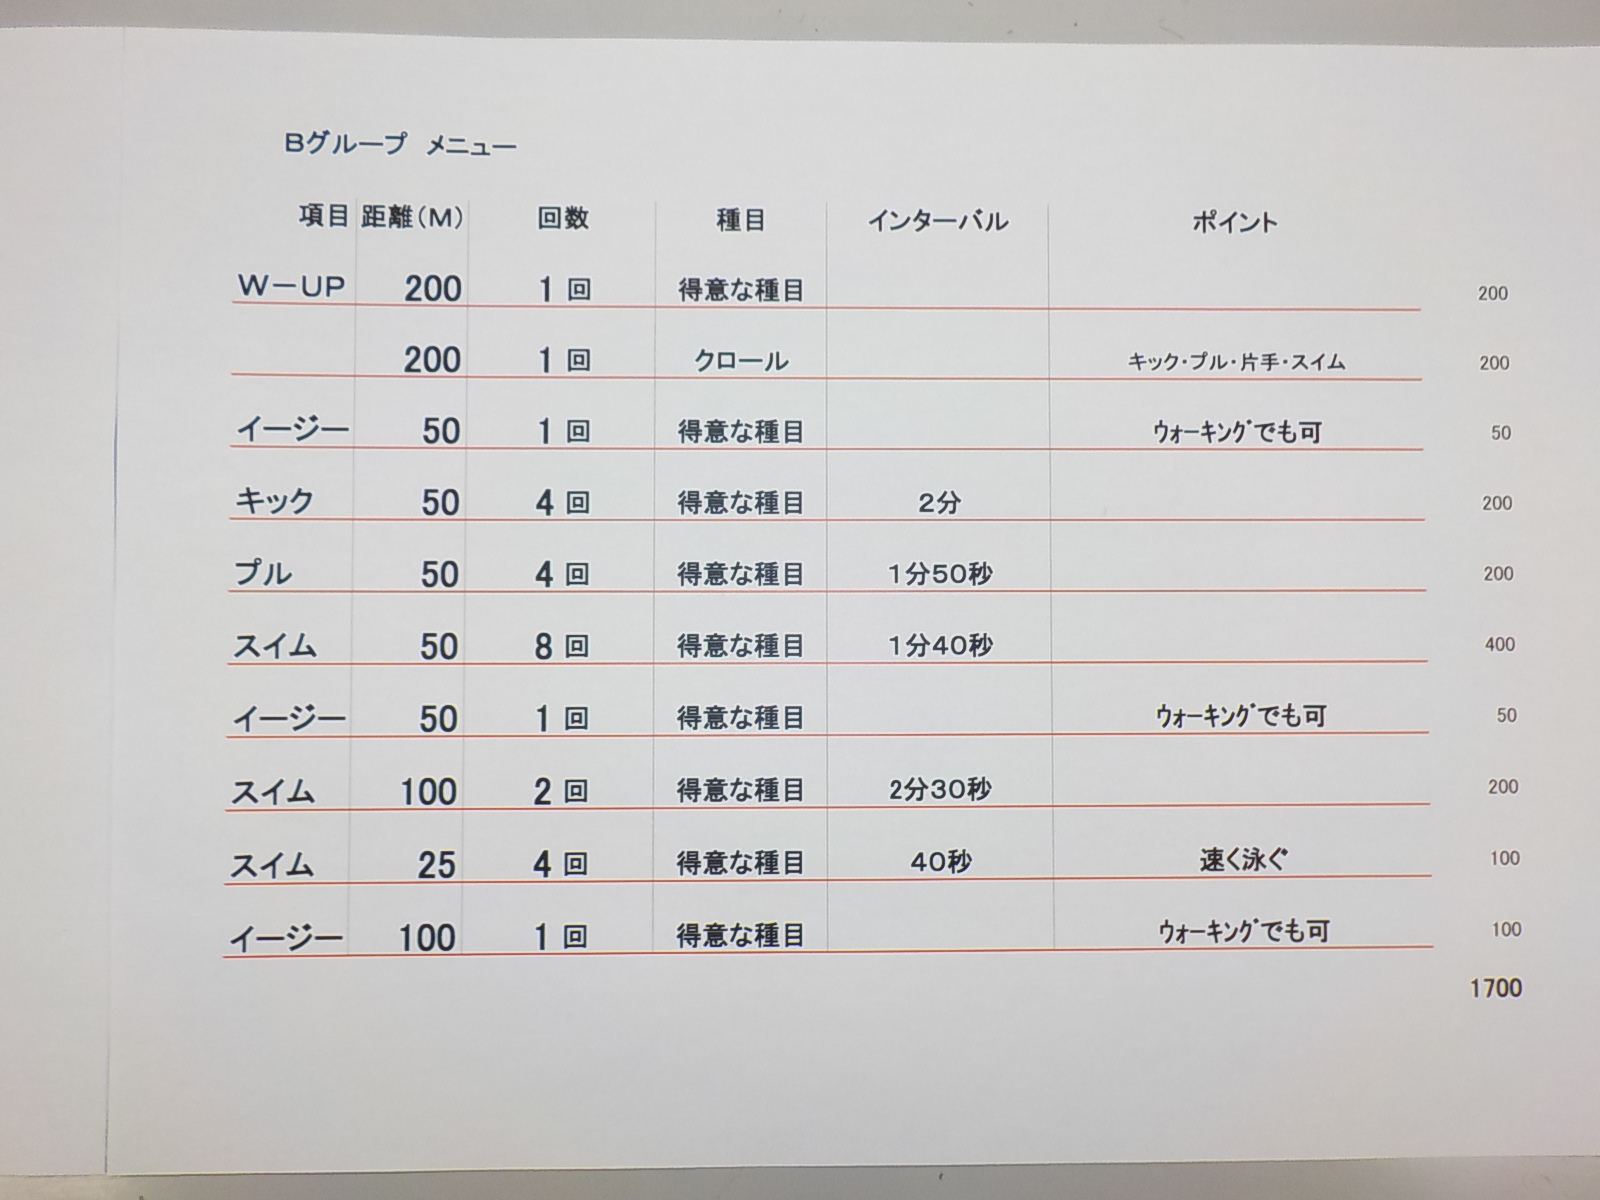 Bグループ メニュー
項目 距離(M) 回数 種目 インターバル ポイント
W-UP 200 1 回 得意な種目 200
200 1 回 クロール キック・プル・片手・スイム 200
イージー 50 1 回 得意な種目 ｳｫｰｷﾝｸﾞでも可 50
キック 50 4 回 得意な種目 2分 200
プル 50 4 回 得意な種目 1分50秒 200
スイム 50 8 回 得意な種目 1分40秒 400
イージー 50 1 回 得意な種目 ｳｫｰｷﾝｸﾞでも可 50
スイム 100 2 回 得意な種目 2分30秒 200
スイム 25 4 回 得意な種目 40秒 速く泳ぐ 100
イージー 100 1 回 得意な種目 ｳｫｰｷﾝｸﾞでも可 100
1700